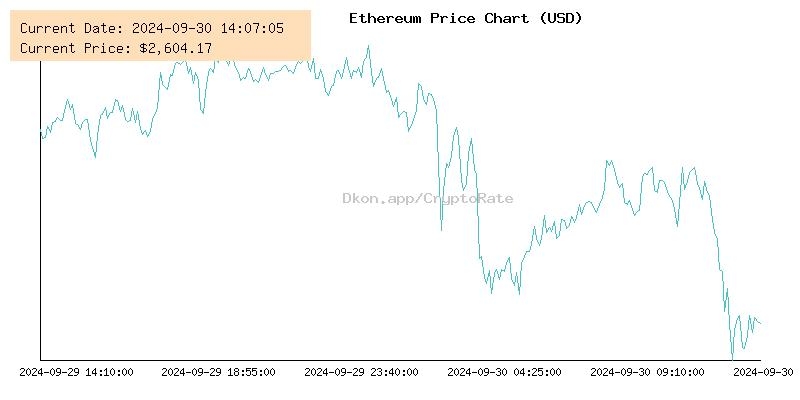 Ethereum Price Chart (USD)
Current Date: 2024-09-30 14:07:05
Current Price: $2,604.17
Dkon.app/CryptoRate
2024-09-29 14:10:00 2024-09-29 18:55:00 2024-09-29 23:40:00 2024-09-30 04:25:00 2024-09-30 09:10:00 2024-09-30